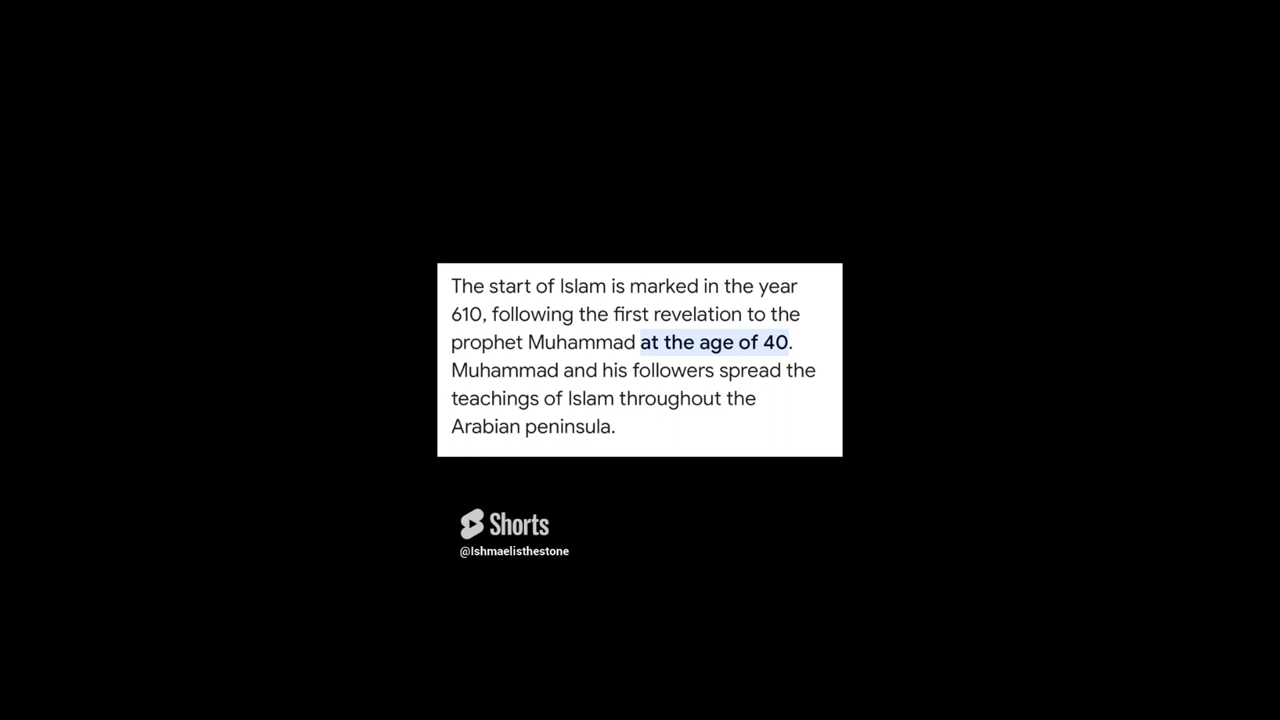 The start of Islam is marked in the year
610, following the first revelation to the
prophet Muhammad at the age of 40.
Muhammad and his followers spread the
teachings of Islam throughout the
Arabian peninsula.
Shorts
@Ishmaelisthestone